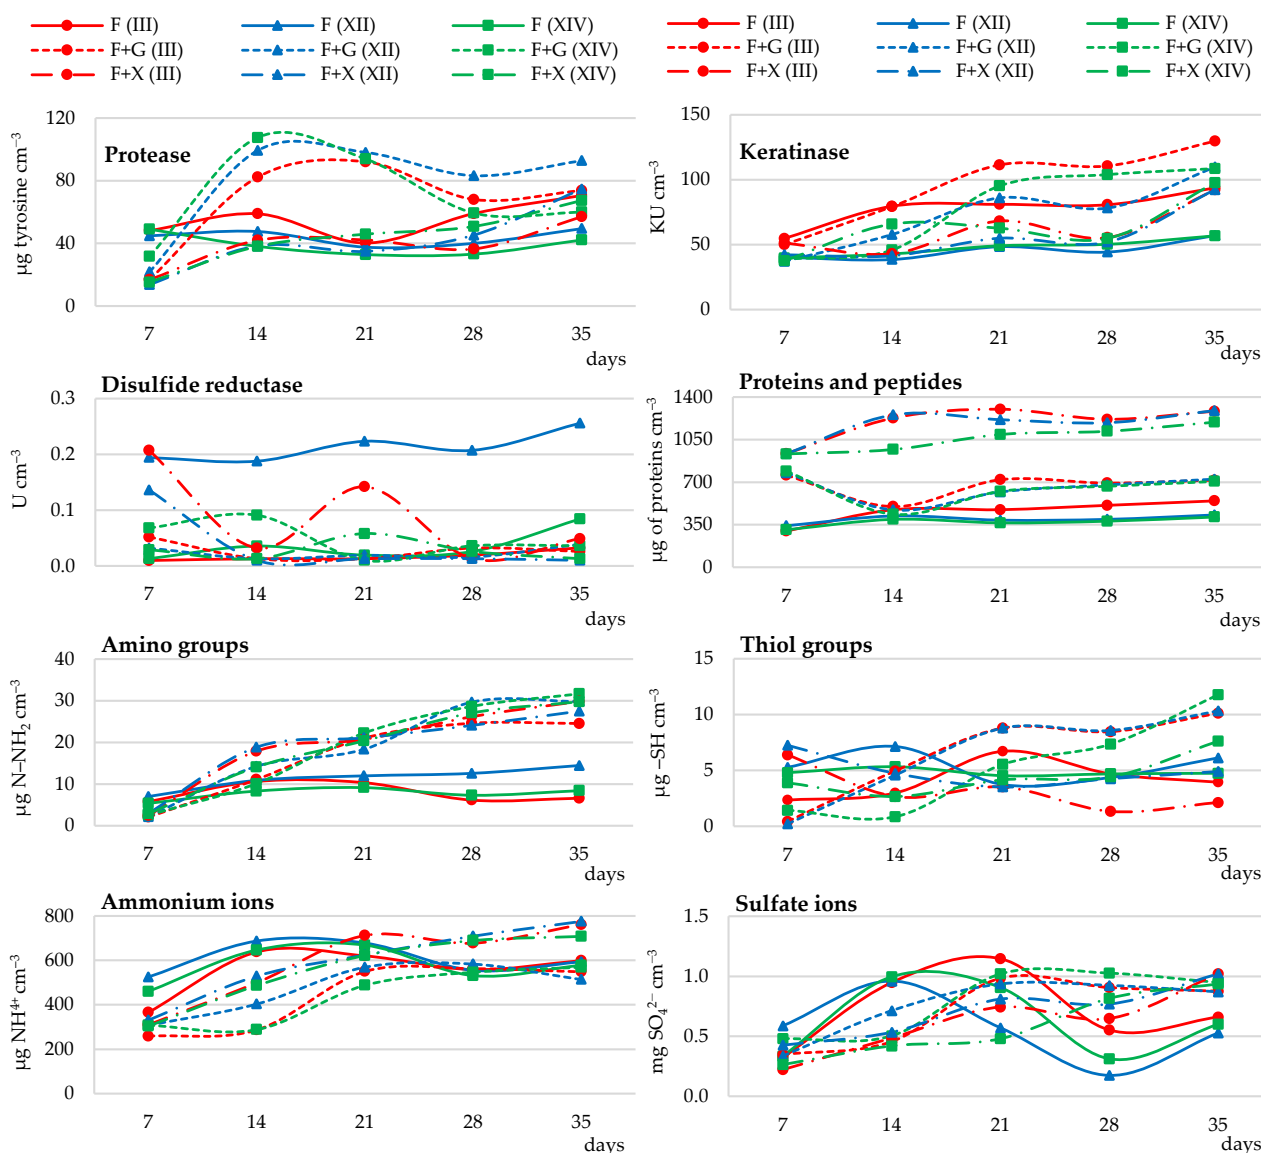 F (III) F (XII) F (XIV)
F+G (III) F+G (XII) F+G (XIV)
F+X (III) F+X (XII) F+X (XIV)
F (III) F (XII) F (XIV)
F+G (III) F+G (XII) F+G (XIV)
F+X (III) F+X (XII) F+X (XIV)
Protease
µg tyrosine cm⁻³
120
80
40
0
7 14 21 28 35
days
Keratinase
KU cm⁻³
150
100
50
0
7 14 21 28 35
days
Disulfide reductase
U cm⁻³
0.3
0.2
0.1
0.0
7 14 21 28 35
days
Proteins and peptides
µg of proteins cm⁻³
1400
1050
700
350
0
7 14 21 28 35
days
Amino groups
µg N–NH₂ cm⁻³
40
30
20
10
0
7 14 21 28 35
days
Thiol groups
µg –SH cm⁻³
15
10
5
0
7 14 21 28 35
days
Ammonium ions
µg NH⁴⁺ cm⁻³
800
600
400
200
0
7 14 21 28 35
days
Sulfate ions
mg SO₄²⁻ cm⁻³
1.5
1.0
0.5
0.0
7 14 21 28 35
days